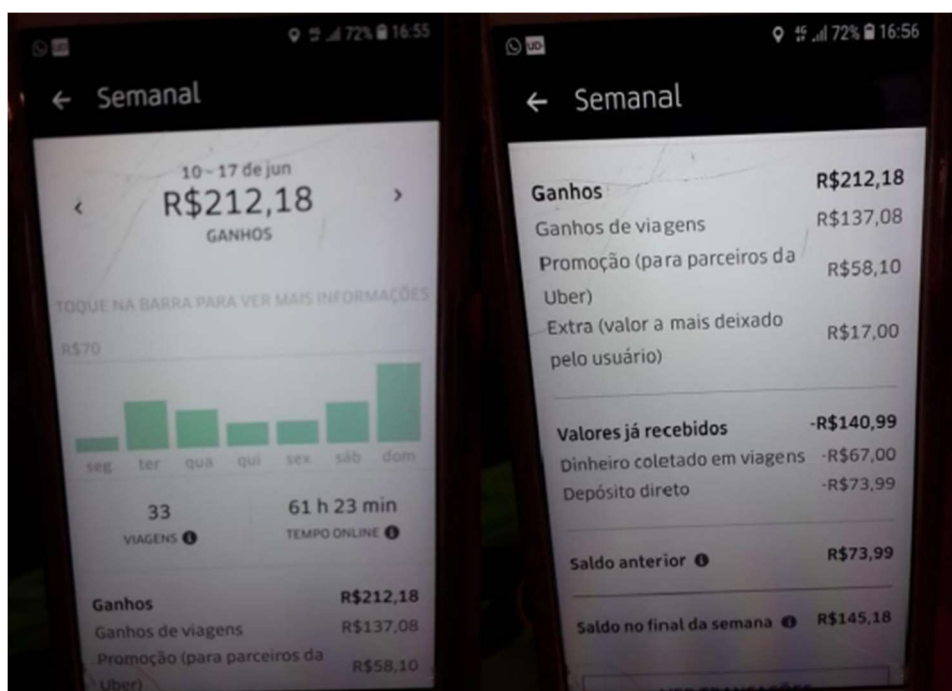 UD
4G 72% 16:55
← Semanal
10 - 17 de jun
< R$212,18 >
GANHOS
TOQUE NA BARRA PARA VER MAIS INFORMAÇÕES
R$70
seg ter qua qui sex sáb dom
33 61 h 23 min
VIAGENS TEMPO ONLINE
Ganhos R$212,18
Ganhos de viagens R$137,08
Promoção (para parceiros da
Uber) R$58,10
UD
4G 72% 16:56
← Semanal
Ganhos R$212,18
Ganhos de viagens R$137,08
Promoção (para parceiros da
Uber) R$58,10
Extra (valor a mais deixado
pelo usuário) R$17,00
Valores já recebidos -R$140,99
Dinheiro coletado em viagens -R$67,00
Depósito direto -R$73,99
Saldo anterior R$73,99
Saldo no final da semana R$145,18